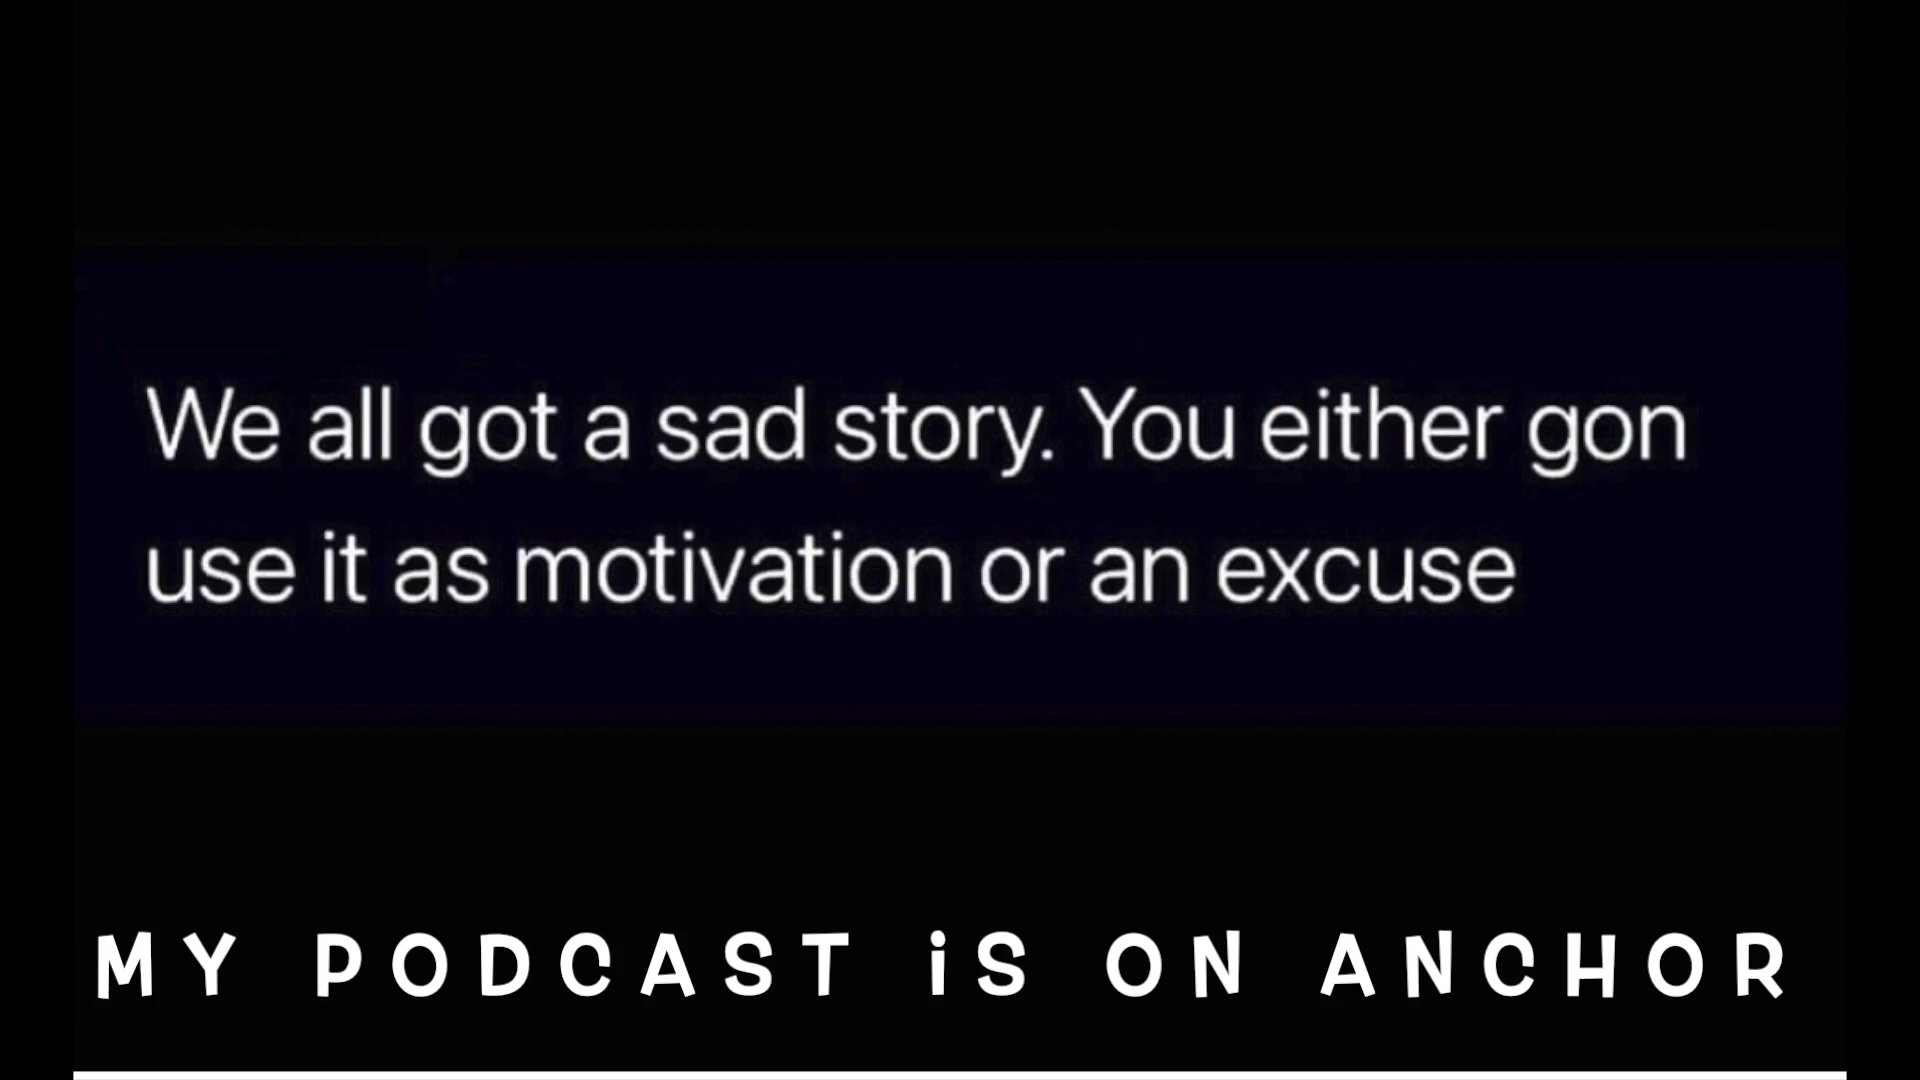 We all got a sad story. You either gon
use it as motivation or an excuse
MY PODCAST iS ON ANCHOR